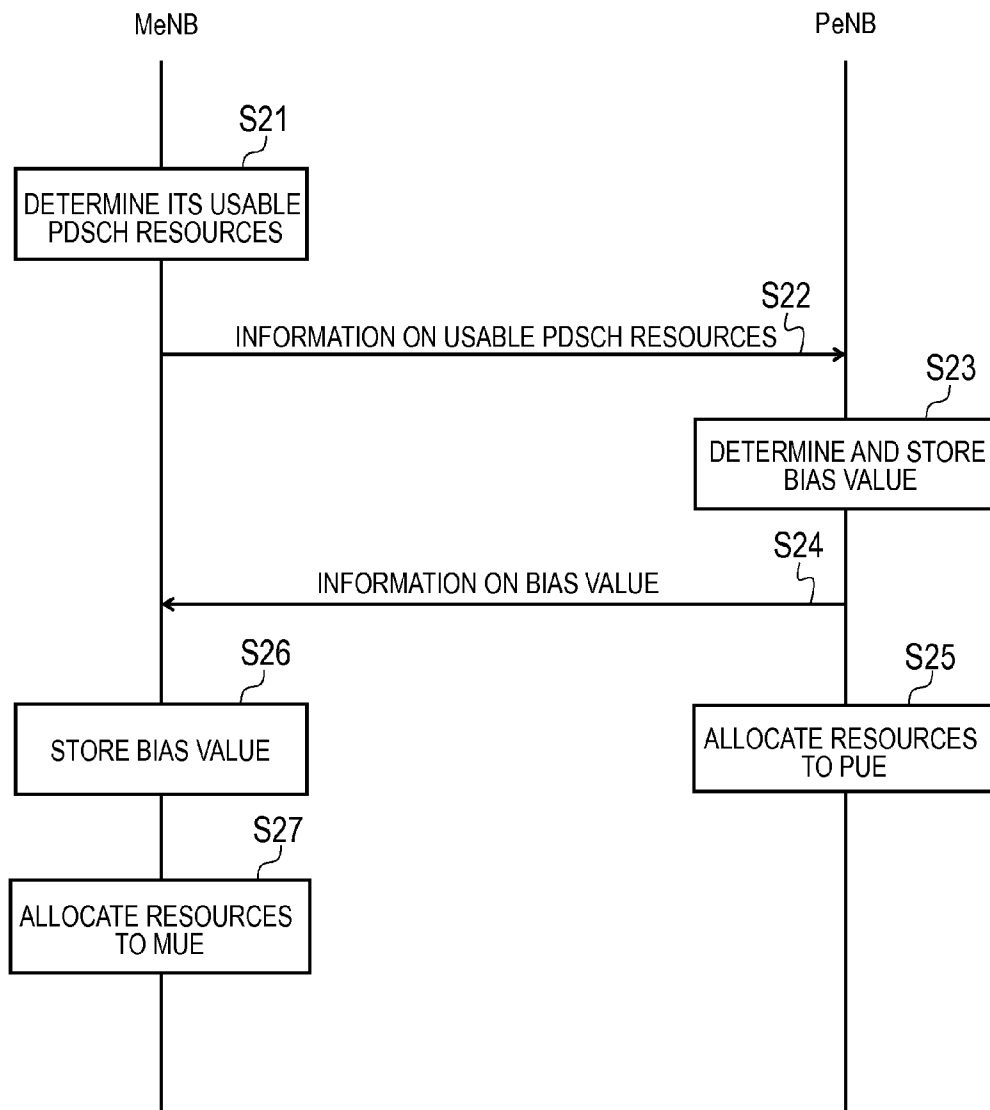 MeNB
PeNB
S21
DETERMINE ITS USABLE
PDSCH RESOURCES
S22
INFORMATION ON USABLE PDSCH RESOURCES
S23
DETERMINE AND STORE
BIAS VALUE
S24
INFORMATION ON BIAS VALUE
S26
STORE BIAS VALUE
S25
ALLOCATE RESOURCES
TO PUE
S27
ALLOCATE RESOURCES
TO MUE